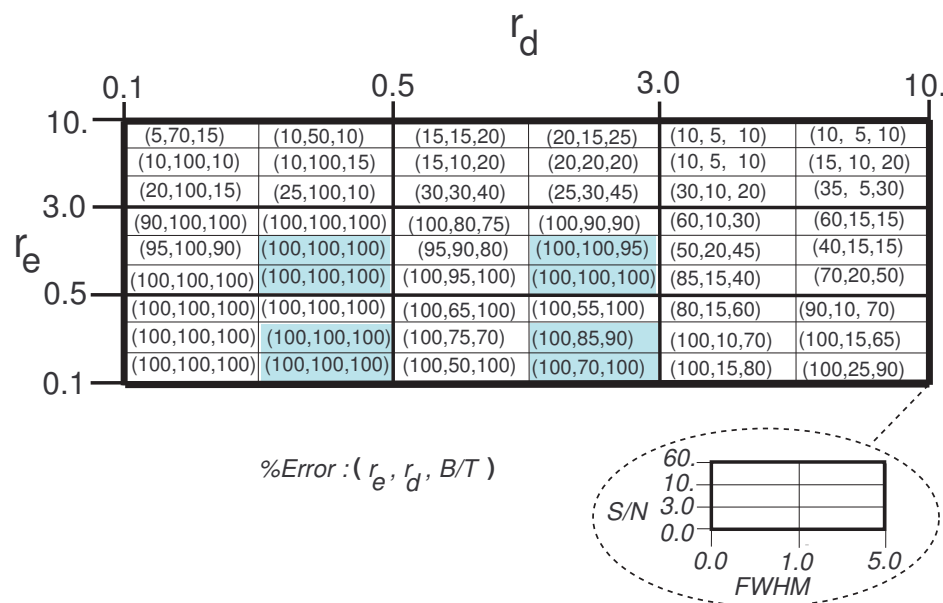 r_d
0.1 0.5 3.0 10.
10.
(5,70,15) (10,50,10) (15,15,20) (20,15,25) (10, 5, 10) (10, 5, 10)
(10,100,10) (10,100,15) (15,10,20) (20,20,20) (10, 5, 10) (15, 10, 20)
(20,100,15) (25,100,10) (30,30,40) (25,30,45) (30,10, 20) (35, 5,30)
3.0
(90,100,100) (100,100,100) (100,80,75) (100,90,90) (60,10,30) (60,15,15)
r_e
(95,100,90) (100,100,100) (95,90,80) (100,100,95) (50,20,45) (40,15,15)
(100,100,100) (100,100,100) (100,95,100) (100,100,100) (85,15,40) (70,20,50)
0.5
(100,100,100) (100,100,100) (100,65,100) (100,55,100) (80,15,60) (90,10, 70)
(100,100,100) (100,100,100) (100,75,70) (100,85,90) (100,10,70) (100,15,65)
(100,100,100) (100,100,100) (100,50,100) (100,70,100) (100,15,80) (100,25,90)
0.1
%Error : ( r_e , r_d , B/T )
60.
10.
S/N 3.0
0.0
0.0 1.0 5.0
FWHM